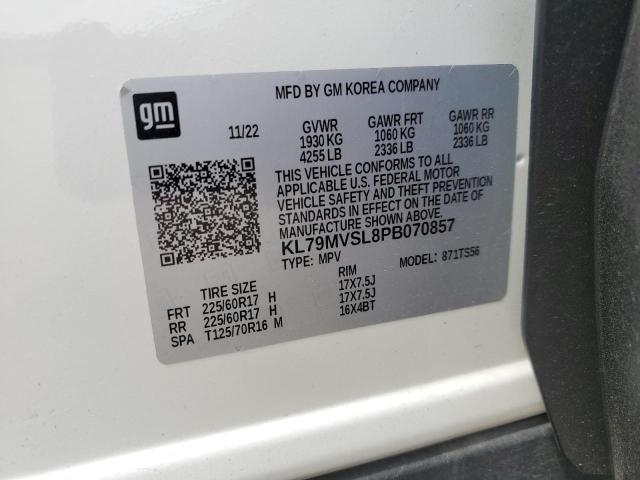 MFD BY GM KOREA COMPANY
gm
11/22
GVWR GAWR FRT GAWR RR
1930 KG 1060 KG 1060 KG
4255 LB 2336 LB 2336 LB
THIS VEHICLE CONFORMS TO ALL
APPLICABLE U.S. FEDERAL MOTOR
VEHICLE SAFETY AND THEFT PREVENTION
STANDARDS IN EFFECT ON THE DATE OF
MANUFACTURE SHOWN ABOVE.
KL79MVSL8PB070857
TYPE: MPV MODEL: 871TS56
TIRE SIZE RIM
FRT 225/60R17 H 17X7.5J
RR 225/60R17 H 17X7.5J
SPA T125/70R16 M 16X4BT